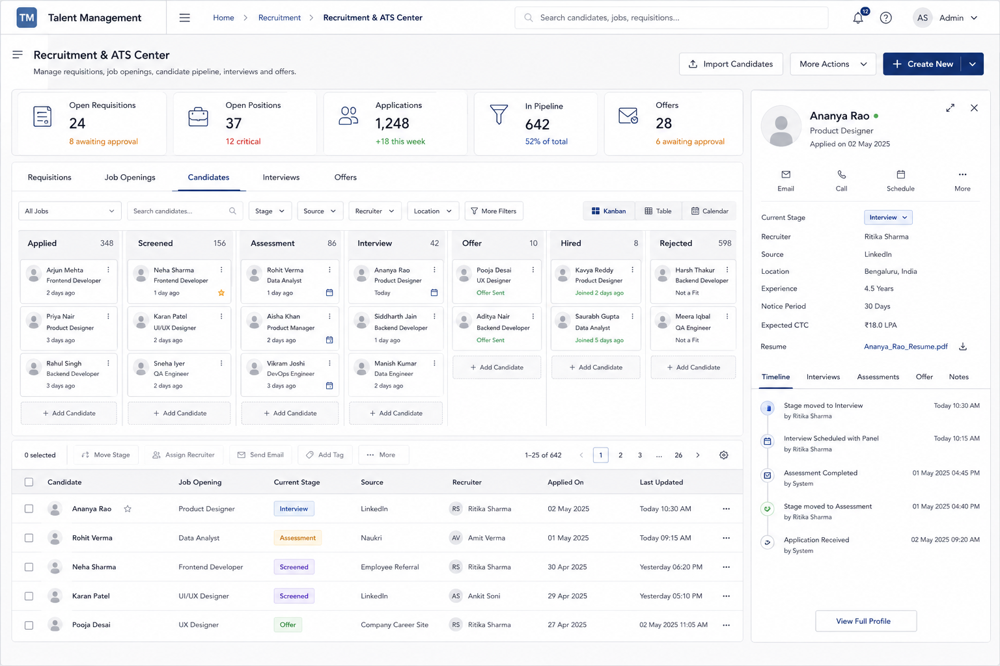 TM Talent Management
Home > Recruitment > Recruitment & ATS Center
Search candidates, jobs, requisitions...
12
AS Admin
Recruitment & ATS Center
Manage requisitions, job openings, candidate pipeline, interviews and offers.
Import Candidates
More Actions
+ Create New
Open Requisitions
24
8 awaiting approval
Open Positions
37
12 critical
Applications
1,248
+18 this week
In Pipeline
642
52% of total
Offers
28
6 awaiting approval
Requisitions Job Openings Candidates Interviews Offers
All Jobs Search candidates... Stage Source Recruiter Location More Filters Kanban Table Calendar
Applied 348
Arjun Mehta
Frontend Developer
2 days ago
Priya Nair
Product Designer
3 days ago
Rahul Singh
Backend Developer
3 days ago
+ Add Candidate
Screened 156
Neha Sharma
Frontend Developer
1 day ago
Karan Patel
UI/UX Designer
2 days ago
Sneha Iyer
QA Engineer
2 days ago
+ Add Candidate
Assessment 86
Rohit Verma
Data Analyst
1 day ago
Aisha Khan
Product Manager
2 days ago
Vikram Joshi
DevOps Engineer
3 days ago
+ Add Candidate
Interview 42
Ananya Rao
Product Designer
Today
Siddharth Jain
Backend Developer
1 day ago
Manish Kumar
Data Engineer
2 days ago
+ Add Candidate
Offer 10
Pooja Desai
UX Designer
Offer Sent
Aditya Nair
Backend Developer
Offer Sent
+ Add Candidate
Hired 8
Kavya Reddy
Product Designer
Joined 2 days ago
Saurabh Gupta
Data Analyst
Joined 5 days ago
+ Add Candidate
Rejected 598
Harsh Thakur
Backend Developer
Not a Fit
Meera Iqbal
QA Engineer
Not a Fit
+ Add Candidate
0 selected Move Stage Assign Recruiter Send Email Add Tag More 1–25 of 642 1 2 3 ... 26
Candidate Job Opening Current Stage Source Recruiter Applied On Last Updated
Ananya Rao Product Designer Interview LinkedIn RS Ritika Sharma 02 May 2025 Today 10:30 AM
Rohit Verma Data Analyst Assessment Naukri AV Amit Verma 01 May 2025 Today 09:15 AM
Neha Sharma Frontend Developer Screened Employee Referral RS Ritika Sharma 30 Apr 2025 Yesterday 06:20 PM
Karan Patel UI/UX Designer Screened LinkedIn AS Ankit Soni 29 Apr 2025 Yesterday 05:10 PM
Pooja Desai UX Designer Offer Company Career Site RS Ritika Sharma 27 Apr 2025 02 May 2025 11:05 AM
Ananya Rao
Product Designer
Applied on 02 May 2025
Email Call Schedule More
Current Stage Interview
Recruiter Ritika Sharma
Source LinkedIn
Location Bengaluru, India
Experience 4.5 Years
Notice Period 30 Days
Expected CTC ₹18.0 LPA
Resume Ananya_Rao_Resume.pdf
Timeline Interviews Assessments Offer Notes
Stage moved to Interview Today 10:30 AM
by Ritika Sharma
Interview Scheduled with Panel Today 10:15 AM
by Ritika Sharma
Assessment Completed 01 May 2025 04:45 PM
by System
Stage moved to Assessment 01 May 2025 04:40 PM
by Ritika Sharma
Application Received 02 May 2025 09:20 AM
by System
View Full Profile